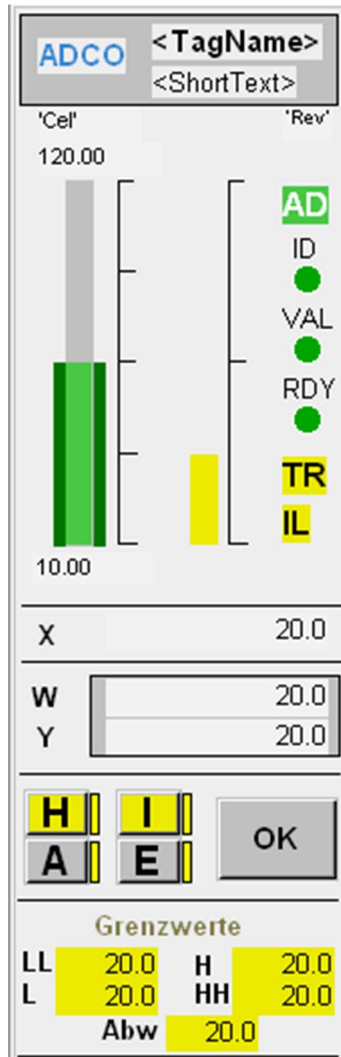 ADCO <TagName>
<ShortText>
'Cel' 'Rev'
120.00
AD
ID
VAL
RDY
TR
IL
10.00
X 20.0
W 20.0
Y 20.0
H I
A E
OK
Grenzwerte
LL 20.0 H 20.0
L 20.0 HH 20.0
Abw 20.0